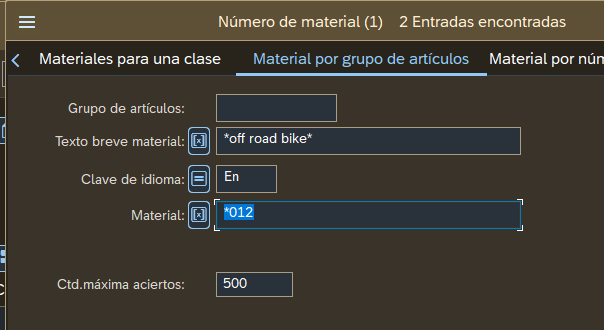 Número de material (1) 2 Entradas encontradas
Materiales para una clase Material por grupo de artículos Material por núm
Grupo de artículos:
Texto breve material: *off road bike*
Clave de idioma: En
Material: *012
Ctd.máxima aciertos: 500